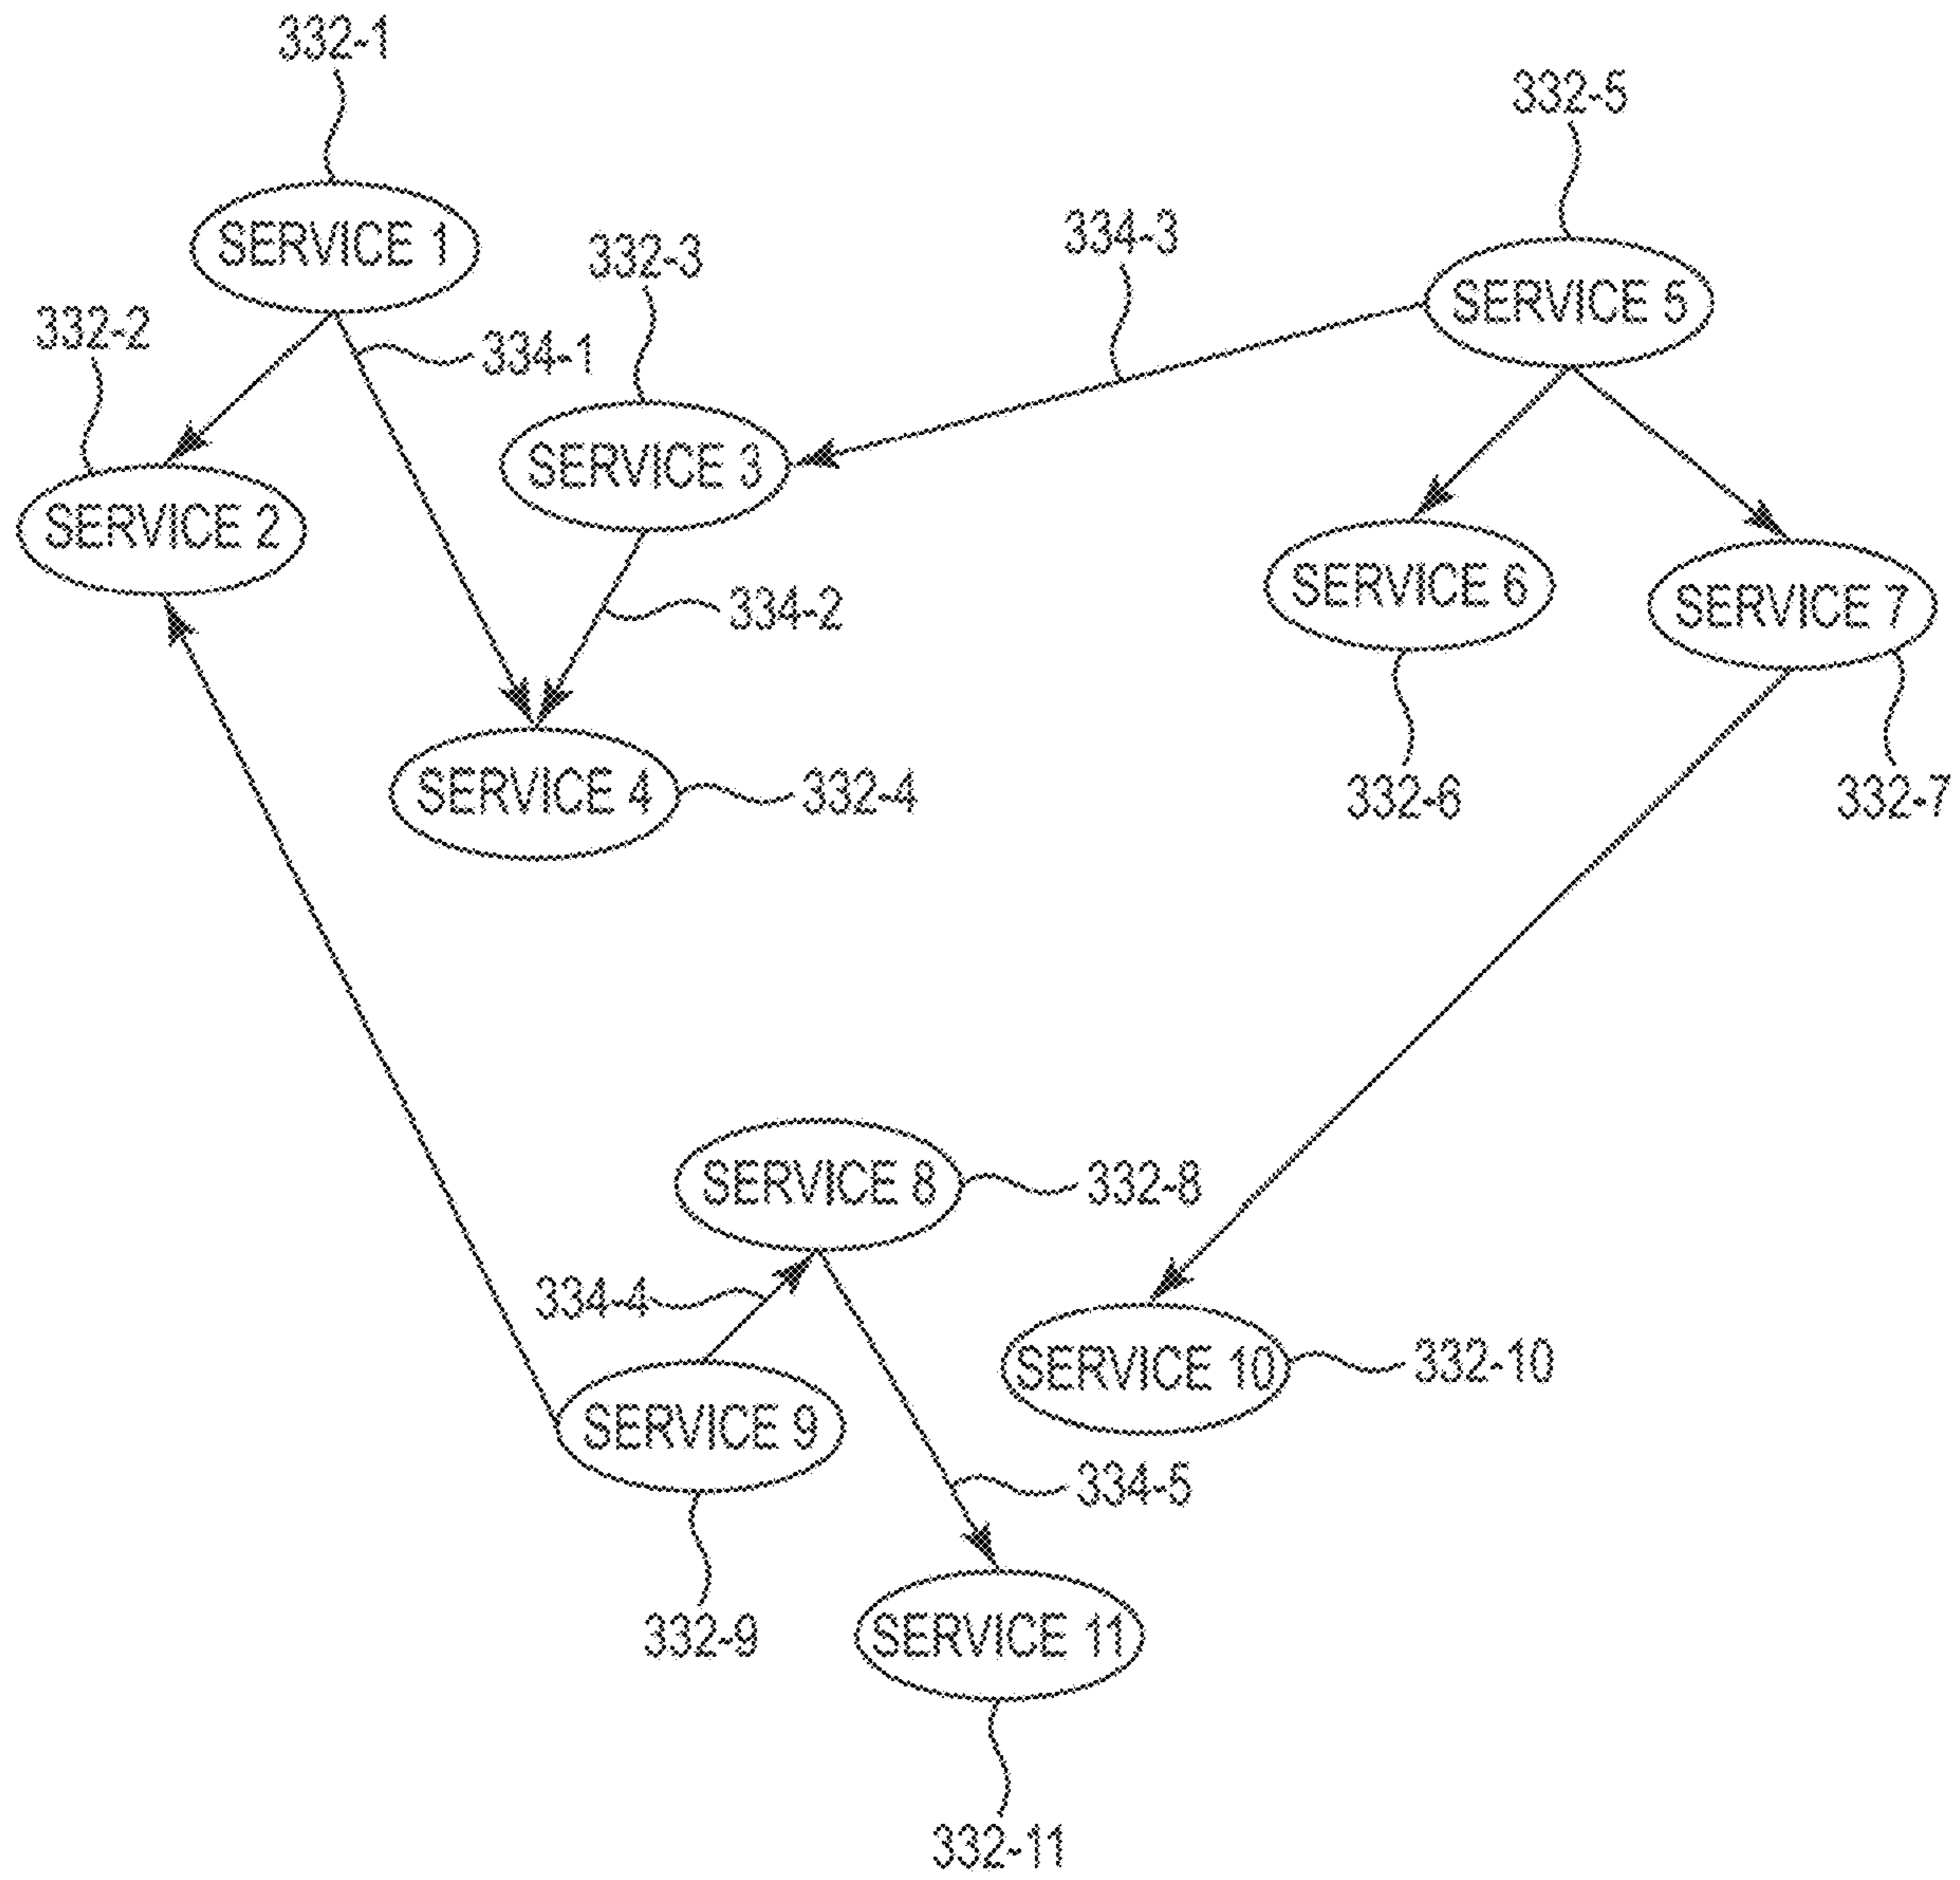 332-1
332-5
SERVICE 1
334-3
332-3
SERVICE 5
332-2
334-1
SERVICE 3
SERVICE 2
SERVICE 6
334-2
SERVICE 7
SERVICE 4
332-4
332-6
332-7
SERVICE 8
332-8
334-4
SERVICE 10
332-10
SERVICE 9
334-5
332-9
SERVICE 11
332-11